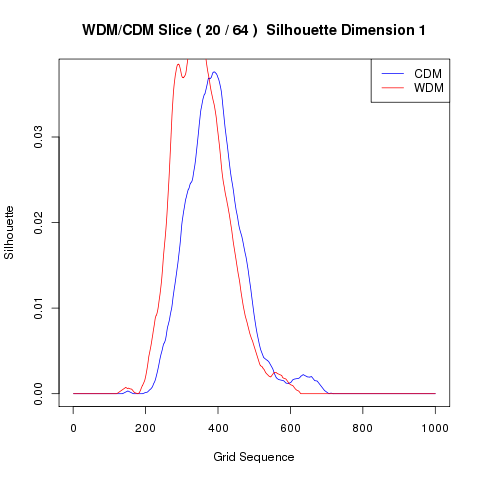 WDM/CDM Slice ( 20 / 64 )  Silhouette Dimension 1
CDM
WDM
Silhouette
0.00
0.01
0.02
0.03
0
200
400
600
800
1000
Grid Sequence